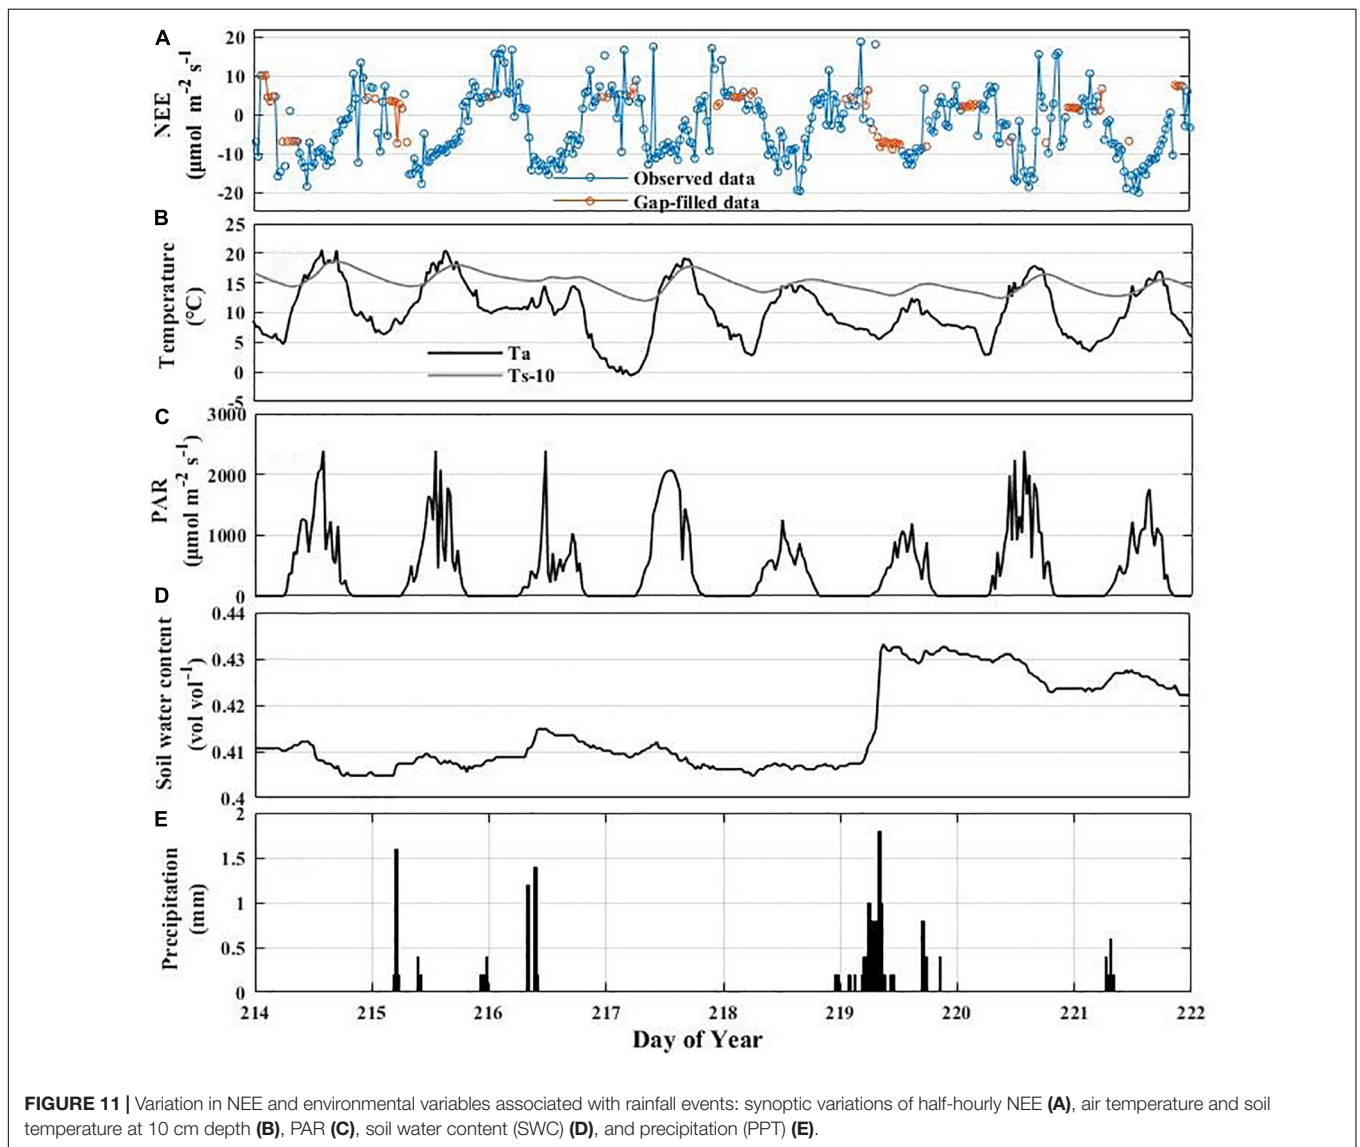 A
NEE
(µmol m⁻² s⁻¹)
20
10
0
-10
-20
Observed data
Gap-filled data
B
Temperature
(°C)
25
20
15
10
5
0
-5
Ta
Ts-10
C
PAR
(µmol m⁻² s⁻¹)
3000
2000
1000
0
D
Soil water content
(vol vol⁻¹)
0.44
0.43
0.42
0.41
0.4
E
Precipitation
(mm)
2
1.5
1
0.5
0
214 215 216 217 218 219 220 221 222
Day of Year
FIGURE 11 | Variation in NEE and environmental variables associated with rainfall events: synoptic variations of half-hourly NEE (A), air temperature and soil
temperature at 10 cm depth (B), PAR (C), soil water content (SWC) (D), and precipitation (PPT) (E).